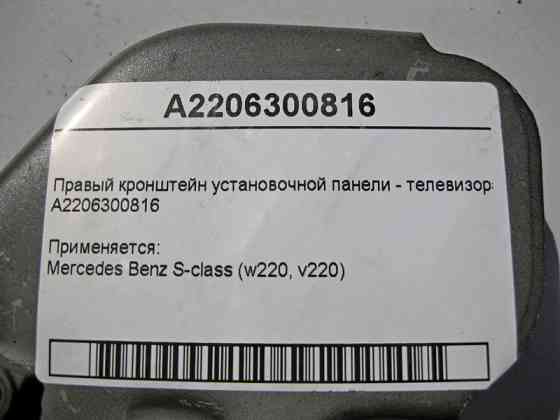 A2206300816
Правый кронштейн установочной панели - телевизор
A2206300816
Применяется:
Mercedes Benz S-class (w220, v220)